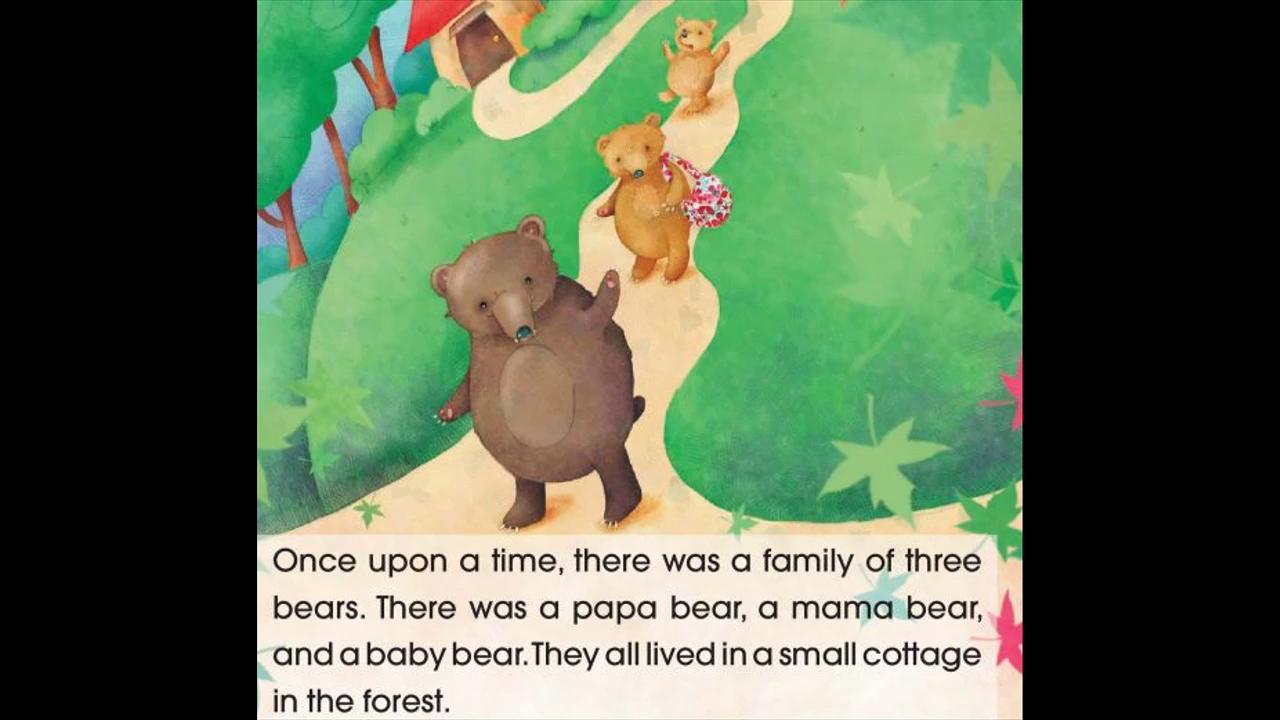 Once upon a time, there was a family of three
bears. There was a papa bear, a mama bear,
and a baby bear. They all lived in a small cottage
in the forest.